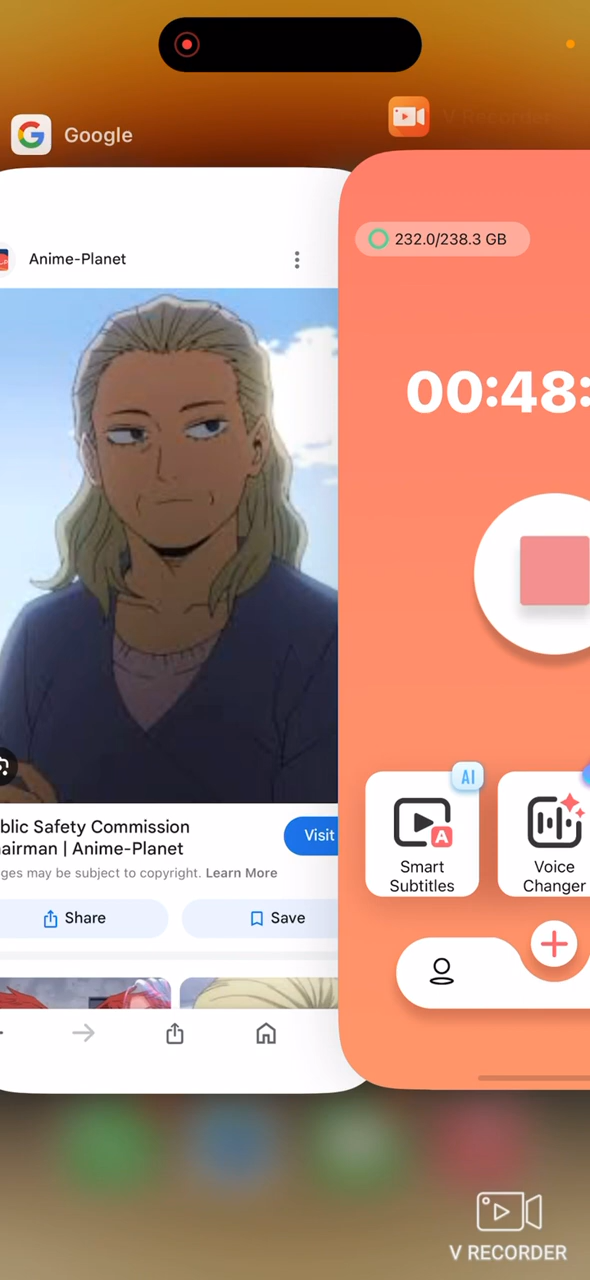 Google
V Recorder
Anime-Planet
232.0/238.3 GB
00:48:
AI
blic Safety Commission
airman | Anime-Planet
Visit
ges may be subject to copyright. Learn More
Share
Save
Smart
Subtitles
A
Voice
Changer
V RECORDER